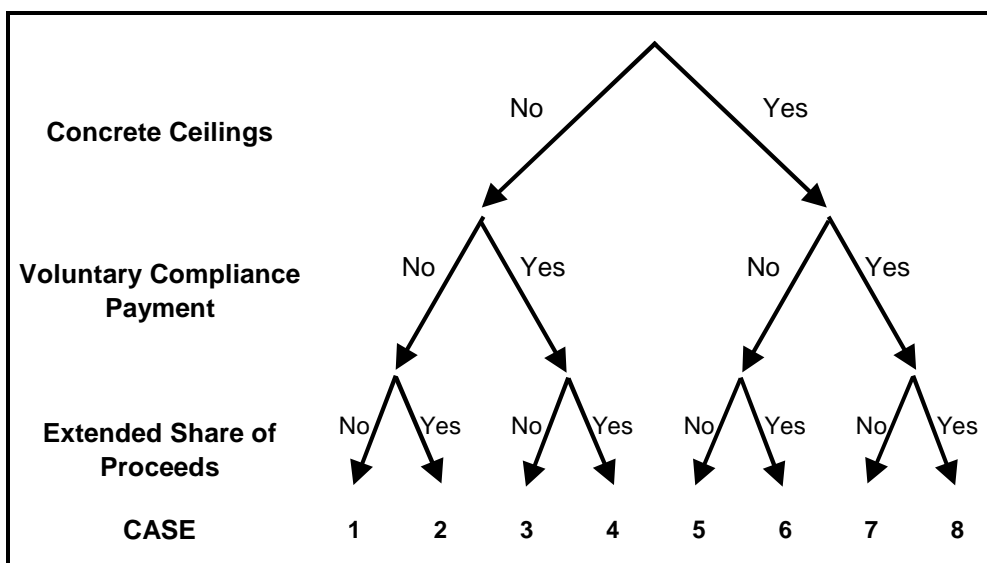 No Yes
Concrete Ceilings
No Yes No Yes
Voluntary Compliance
Payment
No Yes No Yes No Yes No Yes
Extended Share of
Proceeds
CASE 1 2 3 4 5 6 7 8